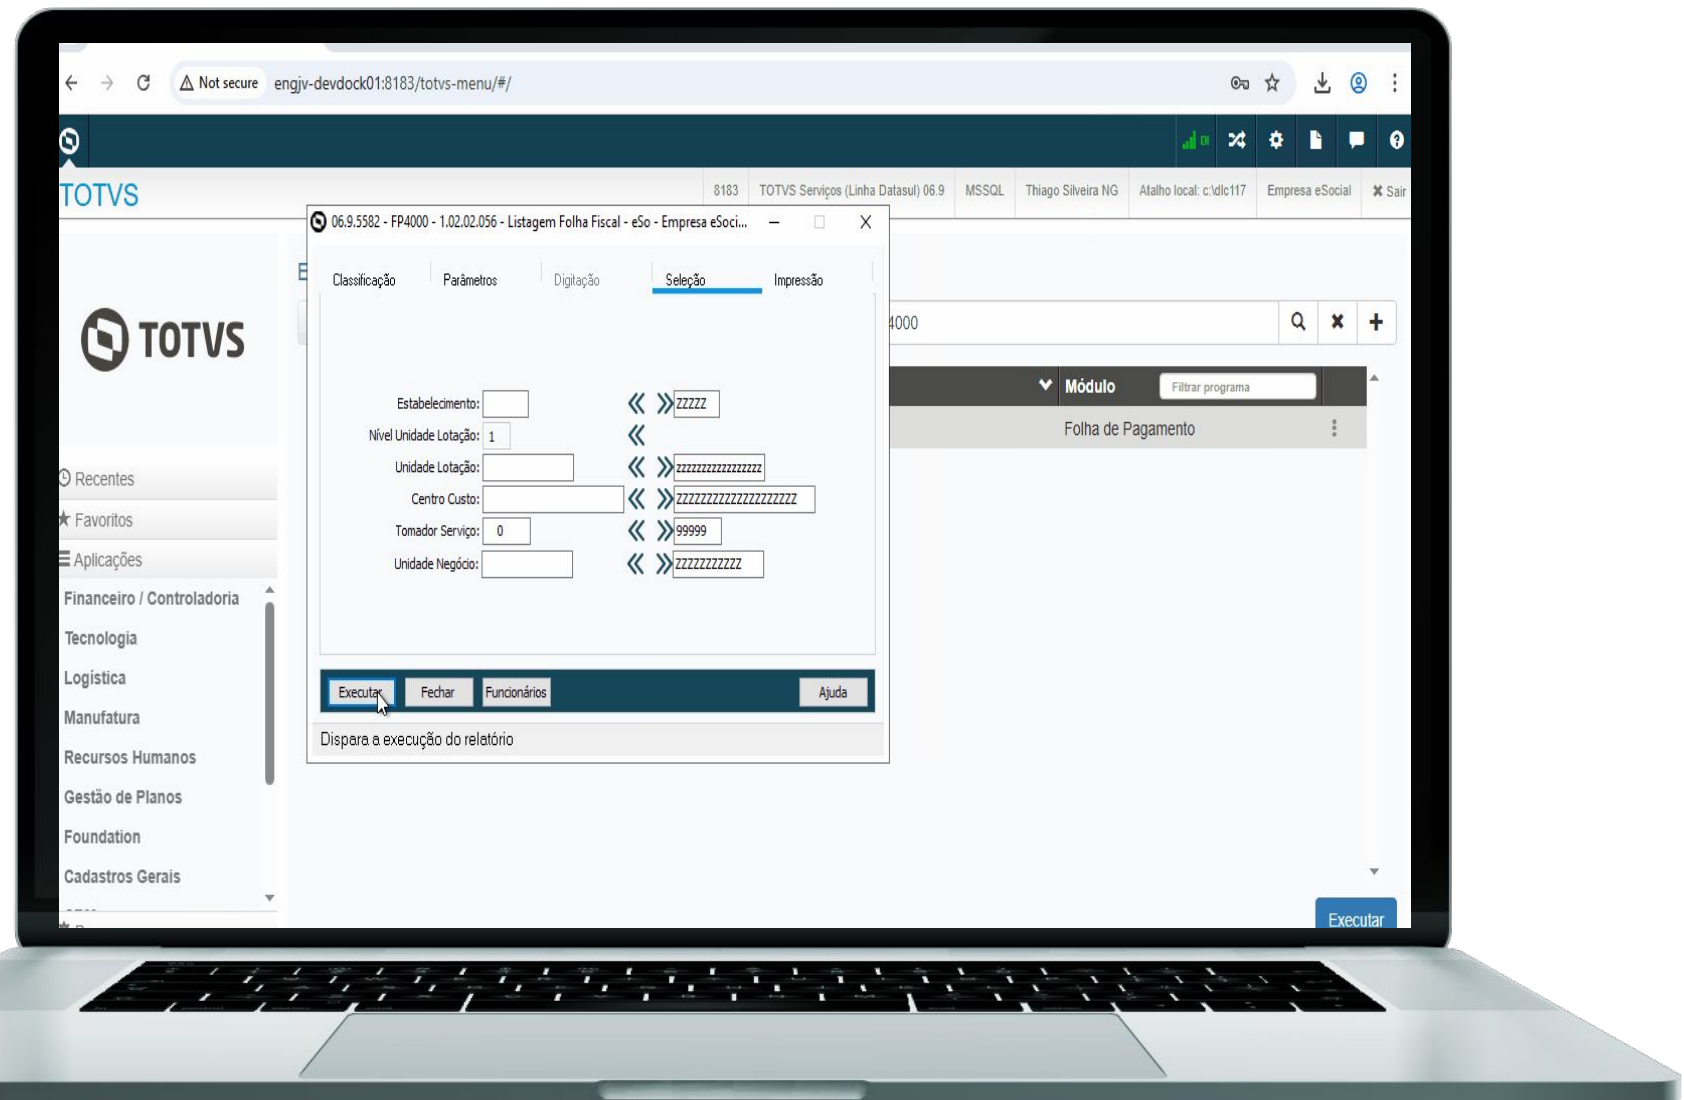 Not secure engjv-devdock01:8183/totvs-menu/#/
DI
TOTVS 8183 TOTVS Serviços (Linha Datasul) 06.9 MSSQL Thiago Silveira NG Atalho local: c:\dlc117 Empresa eSocial Sair
06.9.5582 - FP4000 - 1.02.02.056 - Listagem Folha Fiscal - eSo - Empresa eSoci...
Classificação Parâmetros Digitação Seleção Impressão
TOTVS
4000
Módulo Filtrar programa
Folha de Pagamento
Estabelecimento: ZZZZZ
Nível Unidade Lotação: 1
Unidade Lotação: zzzzzzzzzzzzzzzzz
Centro Custo: ZZZZZZZZZZZZZZZZZZZZ
Tomador Serviço: 0 99999
Unidade Negócio: ZZZZZZZZZZZ
Executar Fechar Funcionários Ajuda
Dispara a execução do relatório
Recentes
Favoritos
Aplicações
Financeiro / Controladoria
Tecnologia
Logística
Manufatura
Recursos Humanos
Gestão de Planos
Foundation
Cadastros Gerais
Executar